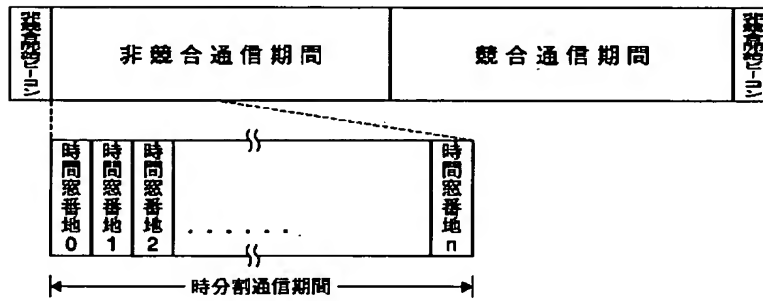 非競合通信期間
競合通信期間
時間窓番地0
時間窓番地1
時間窓番地2
. . . . . . .
時間窓番地n
時分割通信期間